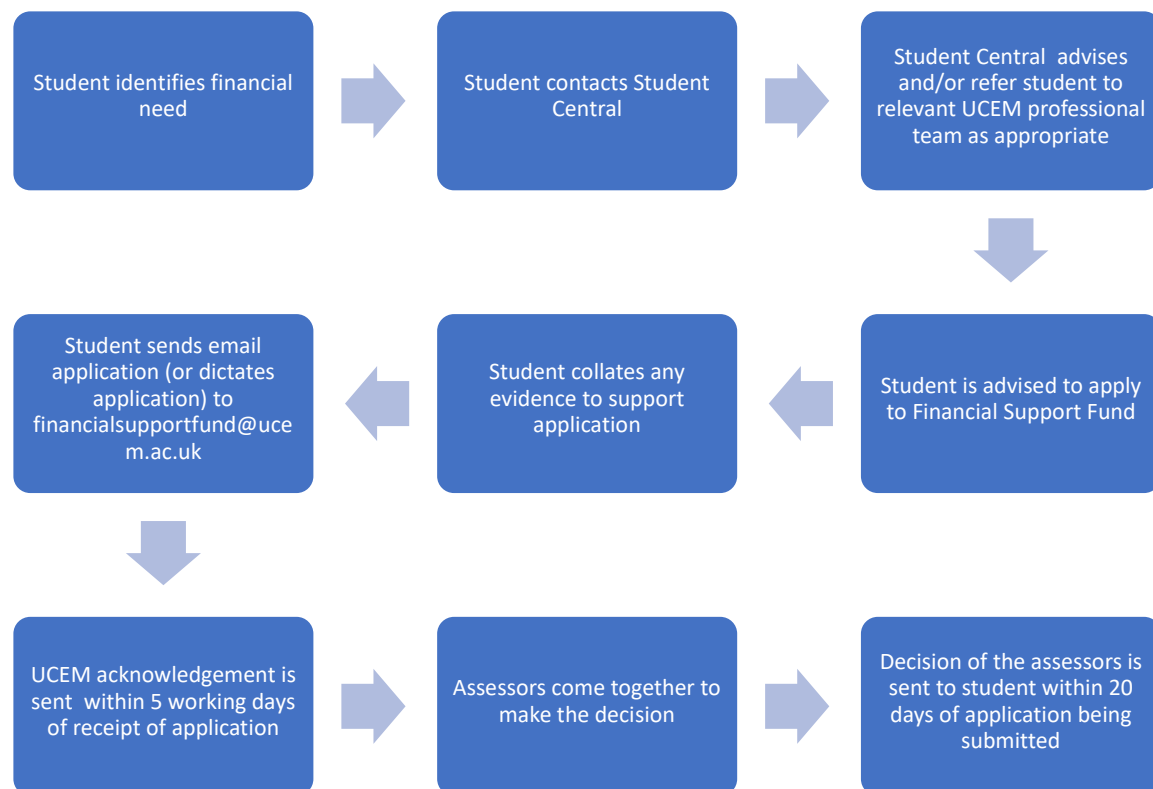 Student identifies financial
need
Student contacts Student
Central
Student Central  advises
and/or refer student to
relevant UCEM professional
team as appropriate
Student is advised to apply
to Financial Support Fund
Student collates any
evidence to support
application
Student sends email
application (or dictates
application) to
financialsupportfund@uce
m.ac.uk
UCEM acknowledgement is
sent  within 5 working days
of receipt of application
Assessors come together to
make the decision
Decision of the assessors is
sent to student within 20
days of application being
submitted